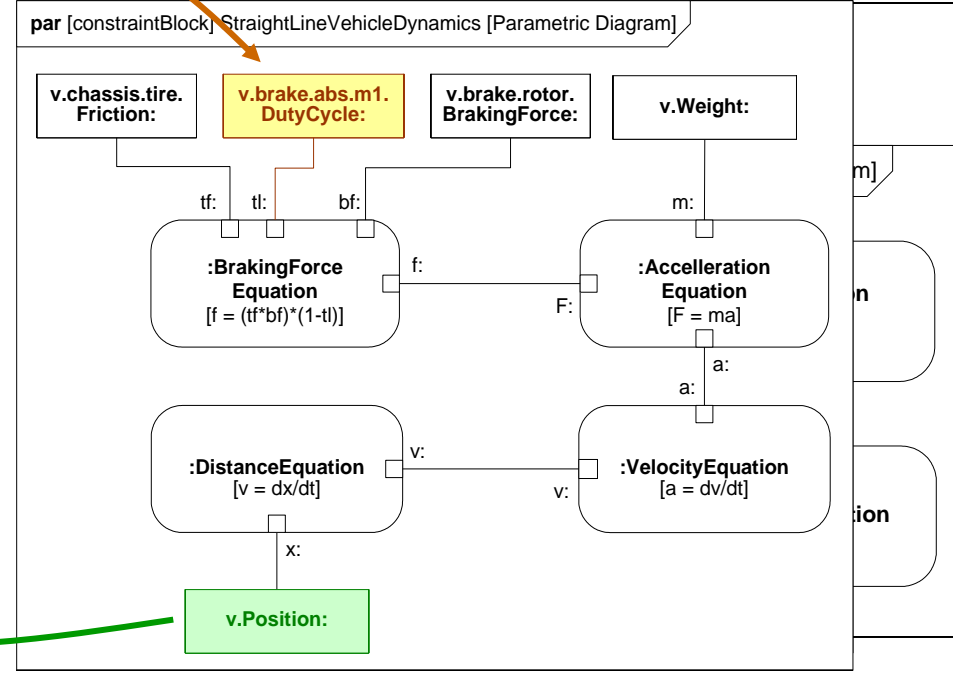 par [constraintBlock] StraightLineVehicleDynamics [Parametric Diagram]
v.chassis.tire.
Friction:
v.brake.abs.m1.
DutyCycle:
v.brake.rotor.
BrakingForce:
v.Weight:
m]
tf:
tl:
bf:
m:
:BrakingForce
Equation
[f = (tf*bf)*(1-tl)]
f:
F:
:Accelleration
Equation
[F = ma]
n
a:
a:
:DistanceEquation
[v = dx/dt]
v:
v:
:VelocityEquation
[a = dv/dt]
tion
x:
v.Position: